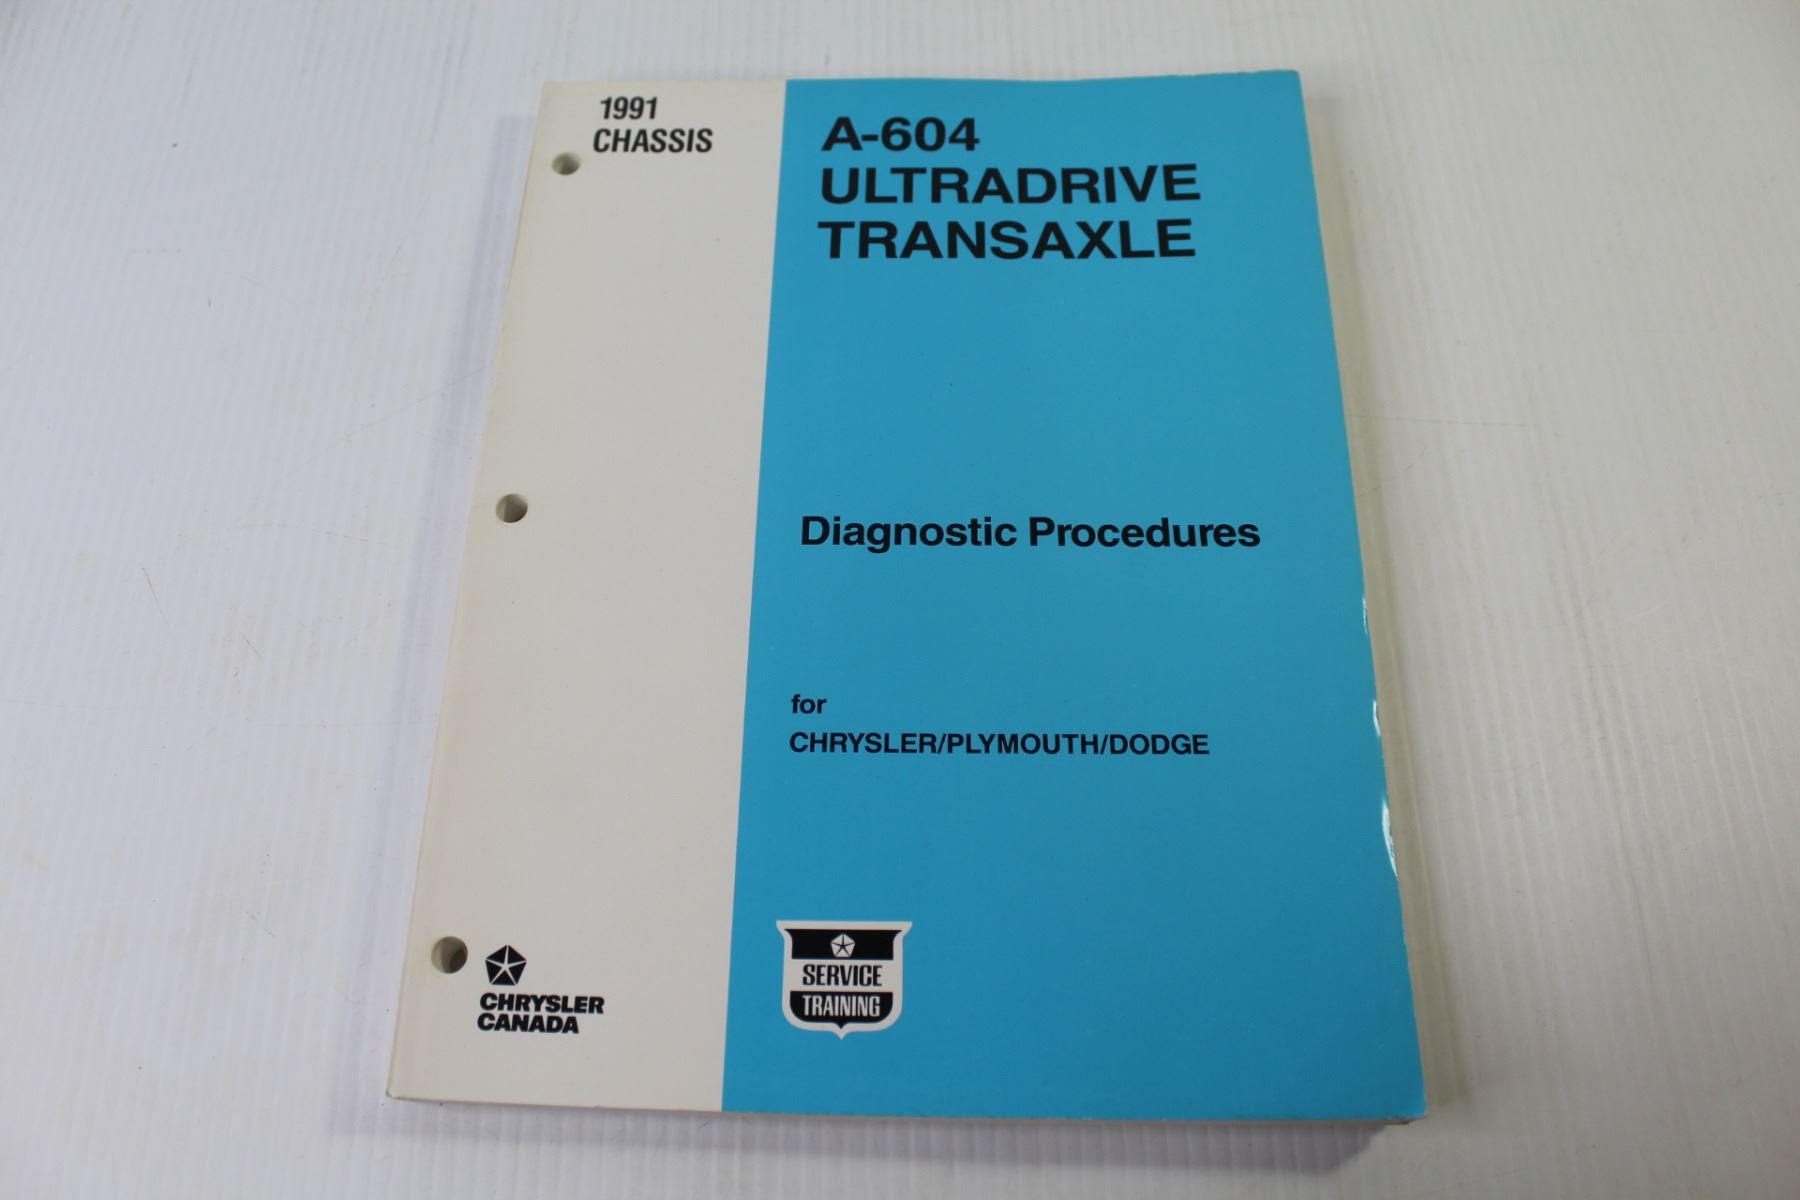 1991
CHASSIS
A-604
ULTRADRIVE
TRANSAXLE
Diagnostic Procedures
for
CHRYSLER/PLYMOUTH/DODGE
CHRYSLER
CANADA
SERVICE
TRAINING